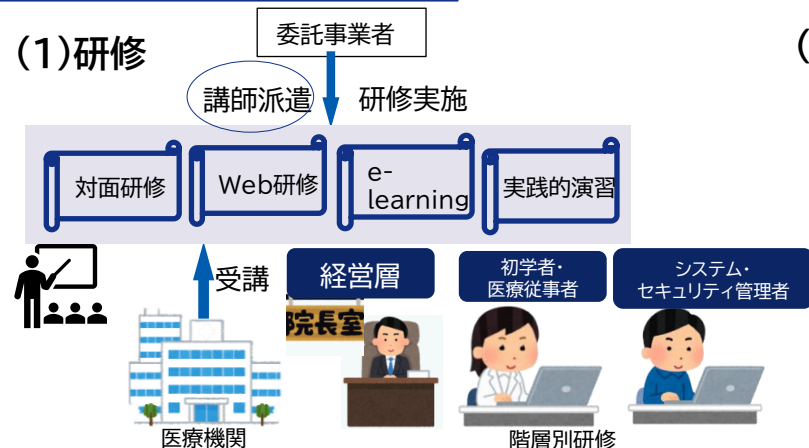 (1)研修
委託事業者
(
講師派遣
研修実施
対面研修
Web研修
e-
learning
実践的演習
受講
経営層
初学者・
医療従事者
システム・
セキュリティ管理者
院長室
医療機関
階層別研修